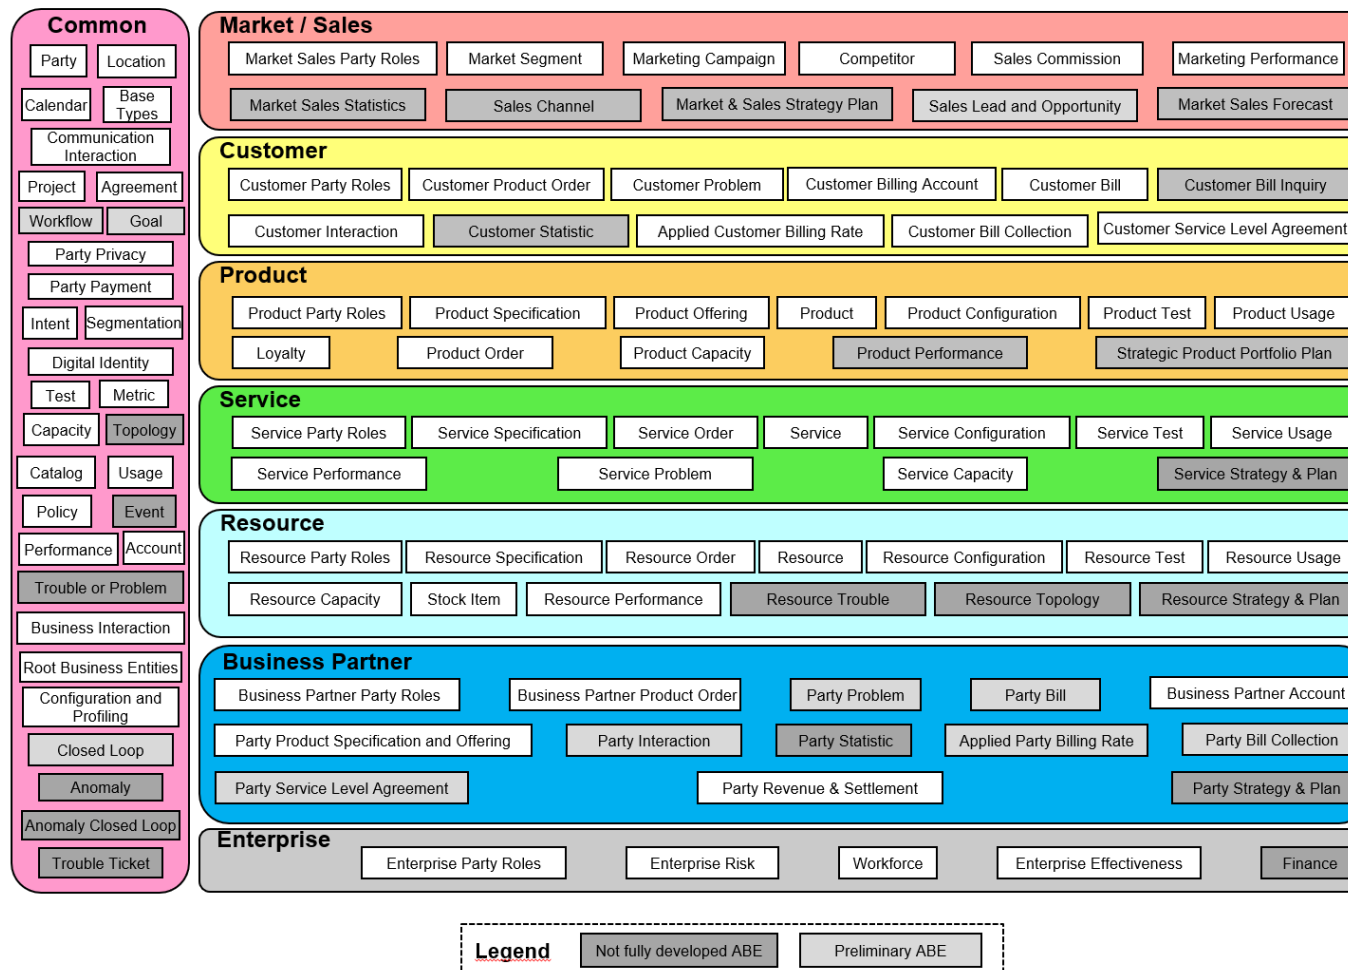 Common
Party
Location
Calendar
Base
Types
Communication
Interaction
Project
Agreement
Workflow
Goal
Party Privacy
Party Payment
Intent
Segmentation
Digital Identity
Test
Metric
Capacity
Topology
Catalog
Usage
Policy
Event
Performance
Account
Trouble or Problem
Business Interaction
Root Business Entities
Configuration and
Profiling
Closed Loop
Anomaly
Anomaly Closed Loop
Trouble Ticket
Market / Sales
Market Sales Party Roles
Market Segment
Marketing Campaign
Competitor
Sales Commission
Marketing Performance
Market Sales Statistics
Sales Channel
Market & Sales Strategy Plan
Sales Lead and Opportunity
Market Sales Forecast
Customer
Customer Party Roles
Customer Product Order
Customer Problem
Customer Billing Account
Customer Bill
Customer Bill Inquiry
Customer Interaction
Customer Statistic
Applied Customer Billing Rate
Customer Bill Collection
Customer Service Level Agreement
Product
Product Party Roles
Product Specification
Product Offering
Product
Product Configuration
Product Test
Product Usage
Loyalty
Product Order
Product Capacity
Product Performance
Strategic Product Portfolio Plan
Service
Service Party Roles
Service Specification
Service Order
Service
Service Configuration
Service Test
Service Usage
Service Performance
Service Problem
Service Capacity
Service Strategy & Plan
Resource
Resource Party Roles
Resource Specification
Resource Order
Resource
Resource Configuration
Resource Test
Resource Usage
Resource Capacity
Stock Item
Resource Performance
Resource Trouble
Resource Topology
Resource Strategy & Plan
Business Partner
Business Partner Party Roles
Business Partner Product Order
Party Problem
Party Bill
Business Partner Account
Party Product Specification and Offering
Party Interaction
Party Statistic
Applied Party Billing Rate
Party Bill Collection
Party Service Level Agreement
Party Revenue & Settlement
Party Strategy & Plan
Enterprise
Enterprise Party Roles
Enterprise Risk
Workforce
Enterprise Effectiveness
Finance
Legend
Not fully developed ABE
Preliminary ABE